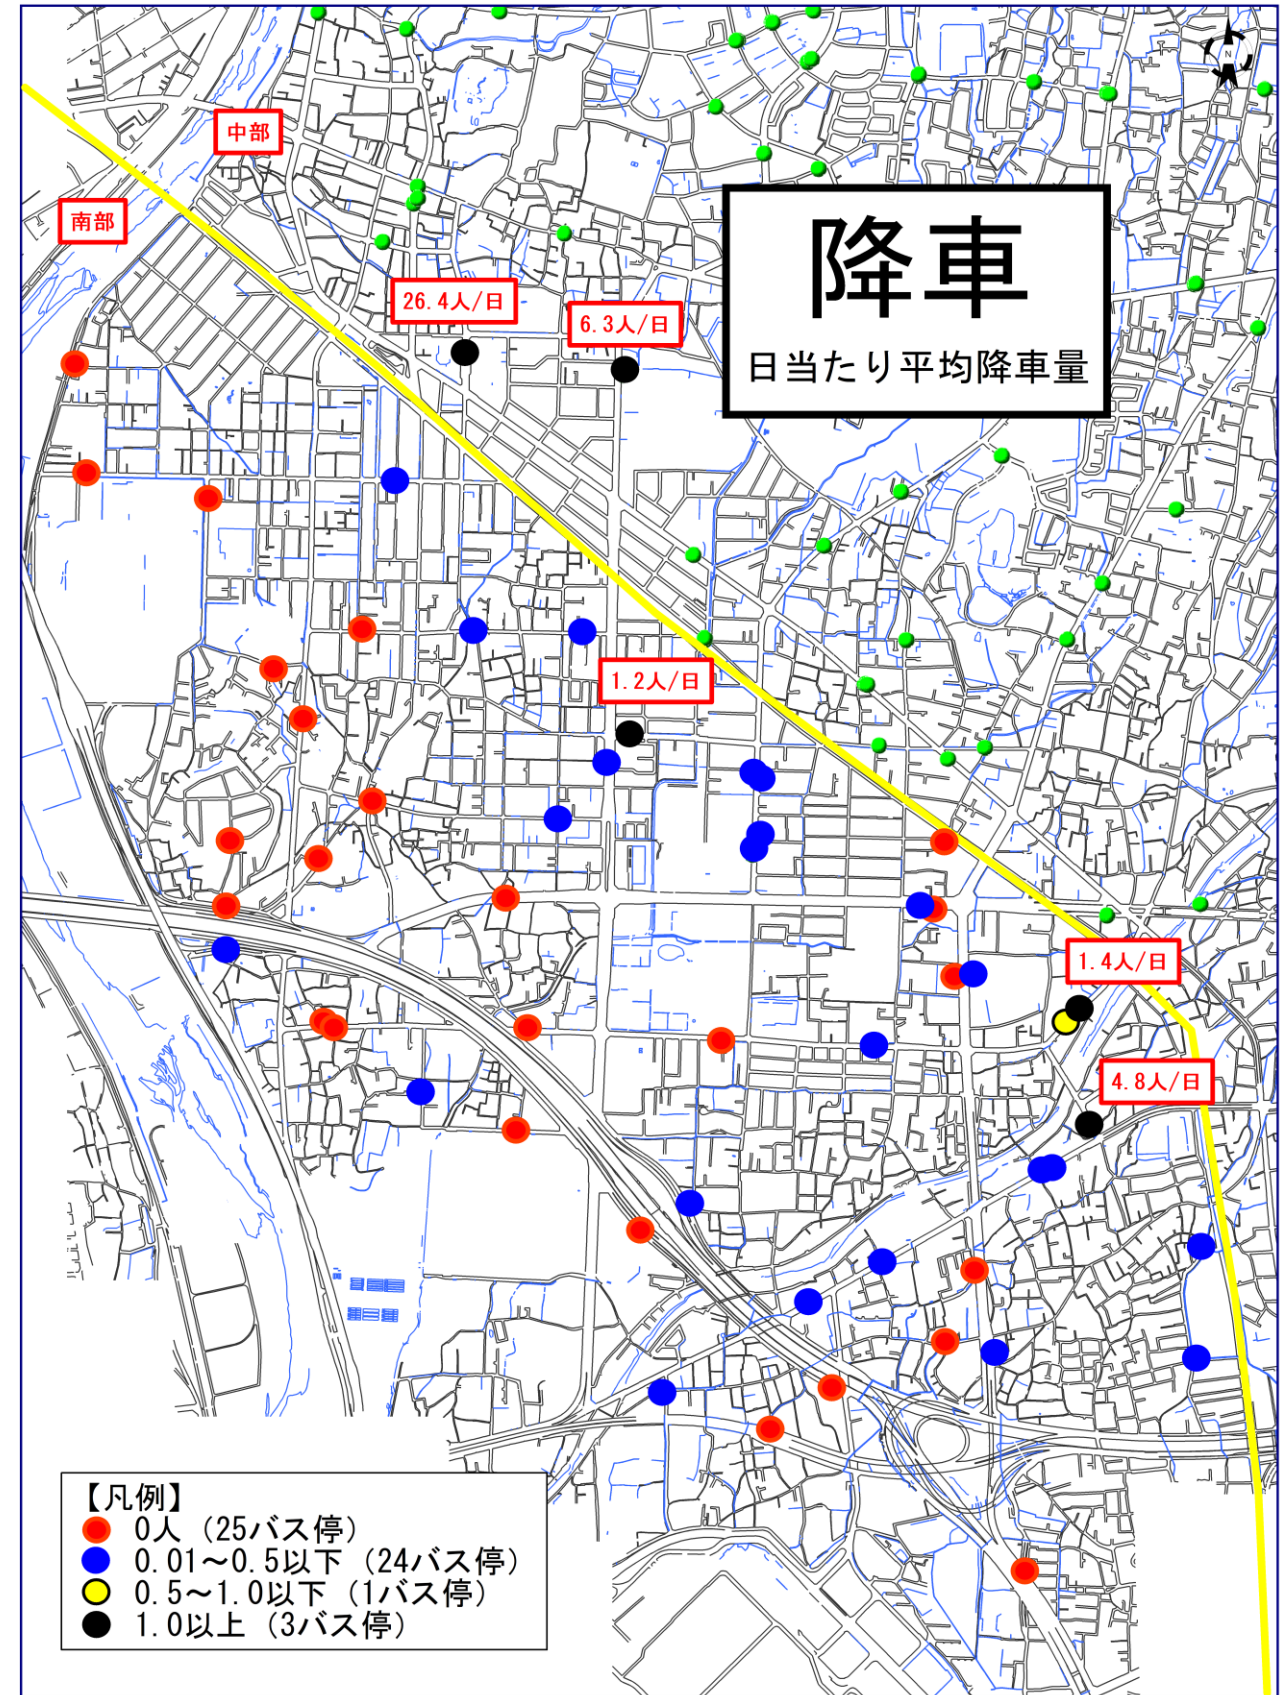 N
中部
南部
降車
日当たり平均降車量
26.4人/日
6.3人/日
1.2人/日
1.4人/日
4.8人/日
【凡例】
0人（25バス停）
0.01～0.5以下（24バス停）
0.5～1.0以下（1バス停）
1.0以上（3バス停）